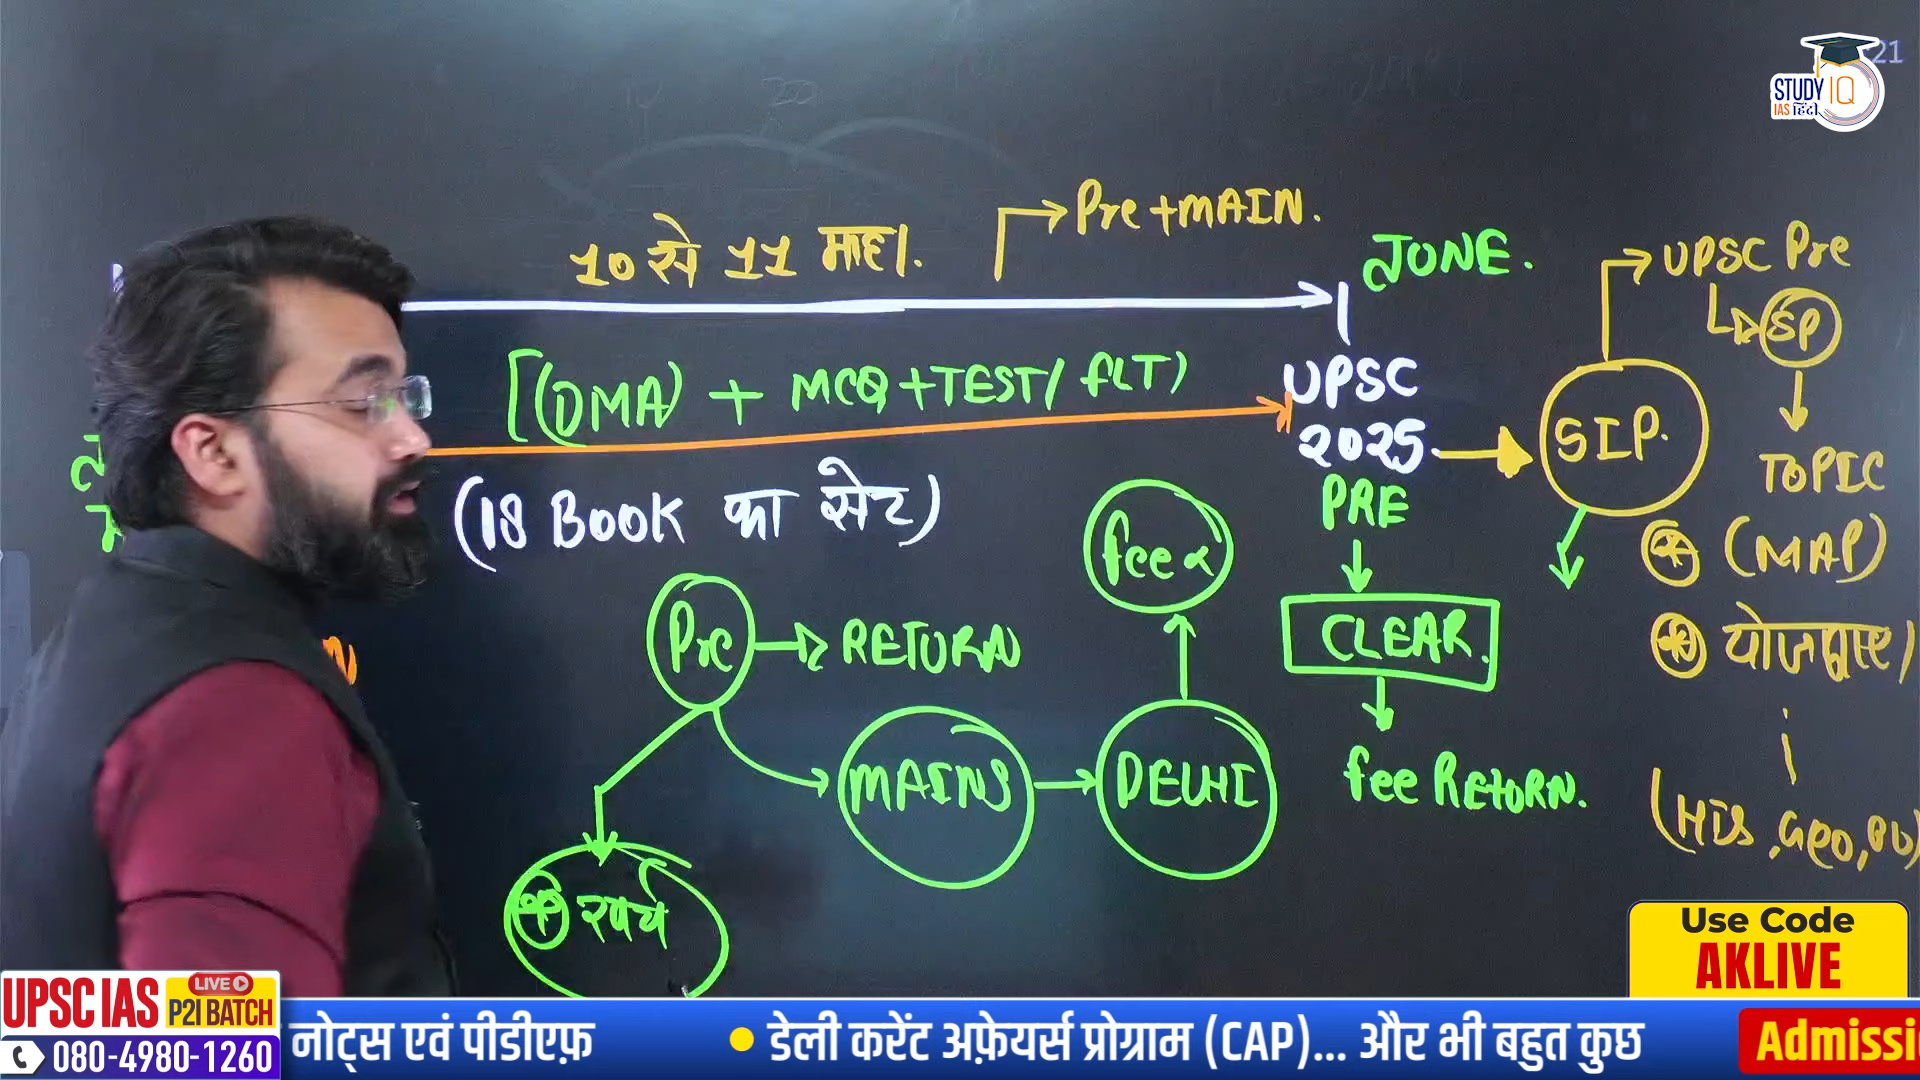 21
STUDY IQ
IAS हिंदी
10 से 11 माह।
Pre + MAIN.
JUNE.
UPSC Pre
SP
TOPIC
(MAP)
[(DMA) + MCQ + TEST / FLT)
UPSC
2025
PRE
CLEAR.
fee RETURN.
SIP.
(18 BOOK का सेट)
Pre
RETURN
MAINS
DELHI
fee
(HIS, Geo,
Use Code
AKLIVE
UPSC IAS
LIVE
P2I BATCH
080-4980-1260
नोट्स एवं पीडीएफ़
डेली करेंट अफ़ेयर्स प्रोग्राम (CAP)... और भी बहुत कुछ
Admissi